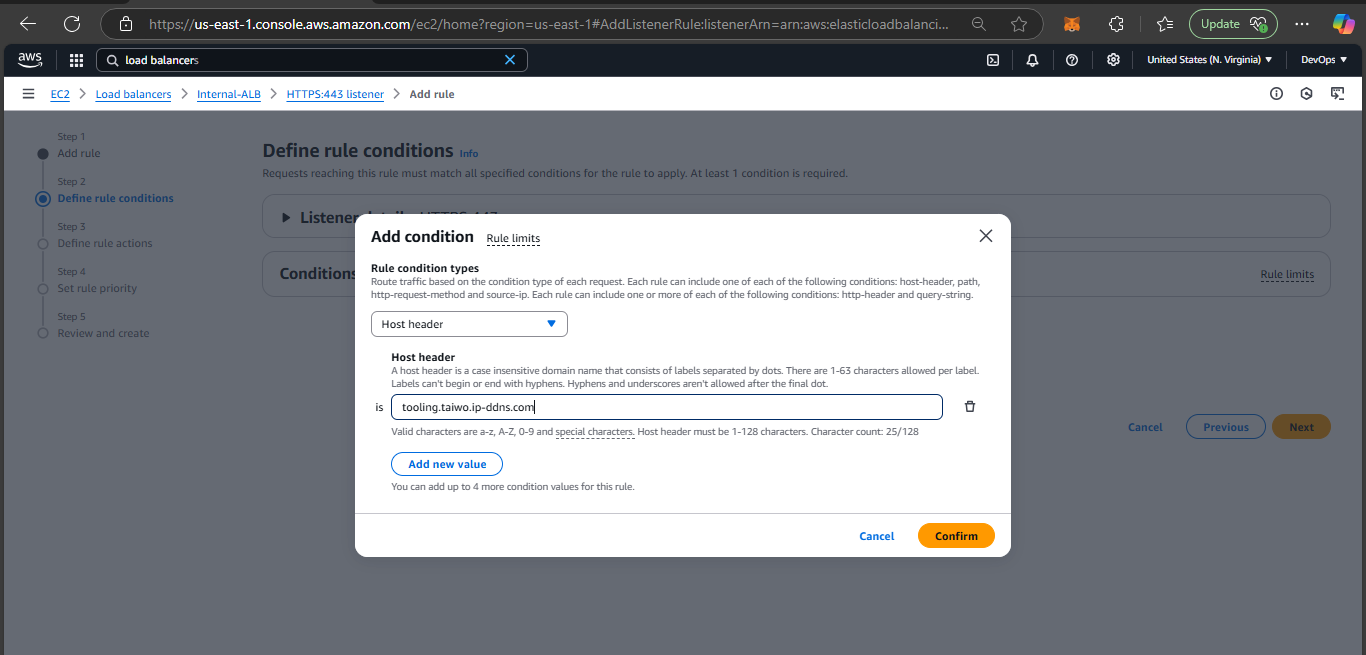 https://us-east-1.console.aws.amazon.com/ec2/home?region=us-east-1#AddListenerRule:listenerArn=arn:aws:elasticloadbalanci...
Update
aws
load balancers
United States (N. Virginia)
DevOps
EC2 > Load balancers > Internal-ALB > HTTPS:443 listener > Add rule
Step 1
Add rule
Step 2
Define rule conditions
Step 3
Define rule actions
Step 4
Set rule priority
Step 5
Review and create
Define rule conditions Info
Requests reaching this rule must match all specified conditions for the rule to apply. At least 1 condition is required.
Listener
Conditions
Rule limits
Add condition Rule limits
Rule condition types
Route traffic based on the condition type of each request. Each rule can include one of each of the following conditions: host-header, path,
http-request-method and source-ip. Each rule can include one or more of each of the following conditions: http-header and query-string.
Host header
Host header
A host header is a case insensitive domain name that consists of labels separated by dots. There are 1-63 characters allowed per label.
Labels can't begin or end with hyphens. Hyphens and underscores aren't allowed after the final dot.
is tooling.taiwo.ip-ddns.com
Valid characters are a-z, A-Z, 0-9 and special characters. Host header must be 1-128 characters. Character count: 25/128
Add new value
You can add up to 4 more condition values for this rule.
Cancel
Confirm
Cancel
Previous
Next